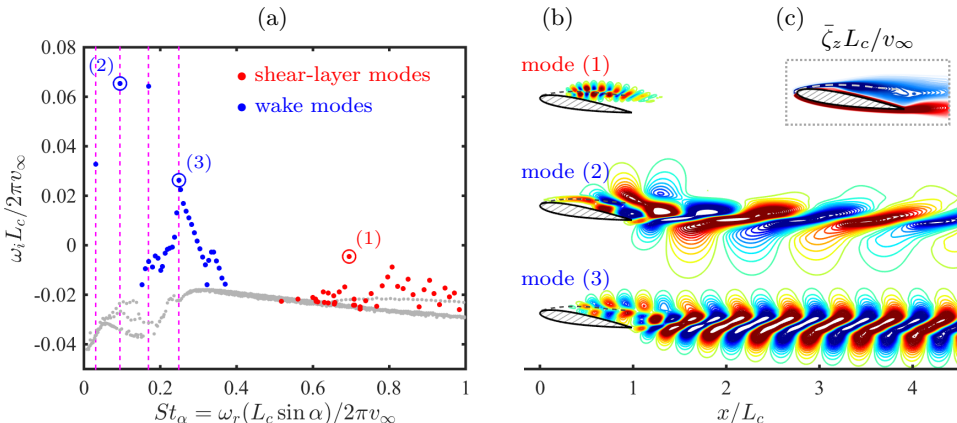 (a)
0.08
0.06
0.04
0.02
0
-0.02
-0.04
ω_i L_c/2πv_∞
(2)
(3)
(1)
shear-layer modes
wake modes
0
0.2
0.4
0.6
0.8
1
St_α = ω_r(L_c sin α)/2πv_∞
(b)
mode (1)
mode (2)
mode (3)
0
1
2
3
4
x/L_c
(c)
ζ̄_z L_c/v_∞